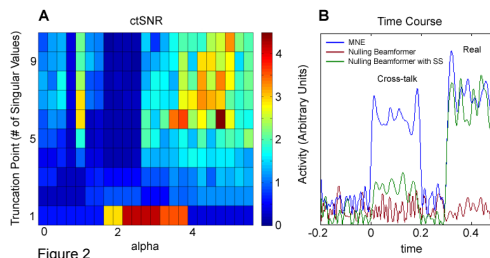 A
ctSNR
Truncation Point (# of Singular Values)
9
5
1
0
2
4
alpha
4
3
2
1
0
Figure 2
B
Time Course
MNE
Nulling Beamformer
Nulling Beamformer with SS
Real
Cross-talk
Activity (Arbitrary Units)
-0.2
0
0.2
0.4
time